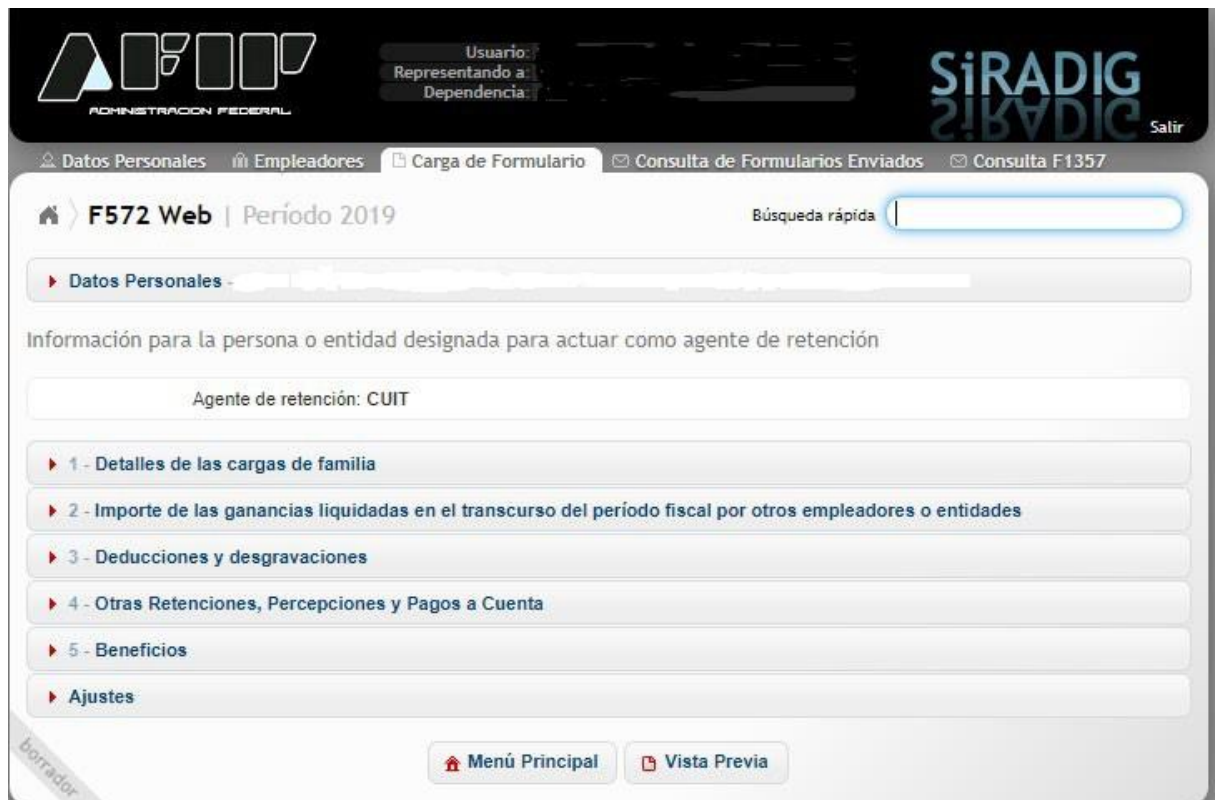 AFIP
ADMINISTRACION FEDERAL
Usuario:
Representando a:
Dependencia:
SiRADIG
Salir
Datos Personales
Empleadores
Carga de Formulario
Consulta de Formularios Enviados
Consulta F1357
F572 Web | Período 2019
Búsqueda rápida
Datos Personales -
Información para la persona o entidad designada para actuar como agente de retención
Agente de retención: CUIT
1 - Detalles de las cargas de familia
2 - Importe de las ganancias liquidadas en el transcurso del período fiscal por otros empleadores o entidades
3 - Deducciones y desgravaciones
4 - Otras Retenciones, Percepciones y Pagos a Cuenta
5 - Beneficios
Ajustes
borrador
Menú Principal
Vista Previa